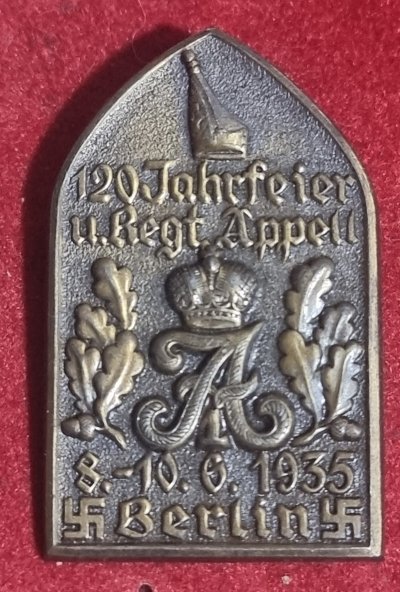 120 Jahrfeier
u. Regt. Appell
A I
8.-10. 6. 1935
Berlin